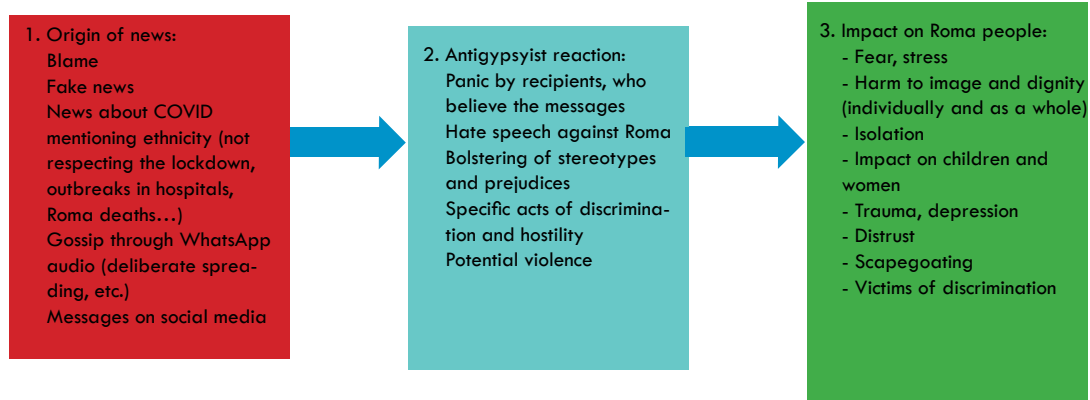 1. Origin of news:
Blame
Fake news
News about COVID
mentioning ethnicity (not
respecting the lockdown,
outbreaks in hospitals,
Roma deaths…)
Gossip through WhatsApp
audio (deliberate sprea-
ding, etc.)
Messages on social media
2. Antigypsyist reaction:
Panic by recipients, who
believe the messages
Hate speech against Roma
Bolstering of stereotypes
and prejudices
Specific acts of discrimina-
tion and hostility
Potential violence
3. Impact on Roma people:
- Fear, stress
- Harm to image and dignity
(individually and as a whole)
- Isolation
- Impact on children and
women
- Trauma, depression
- Distrust
- Scapegoating
- Victims of discrimination